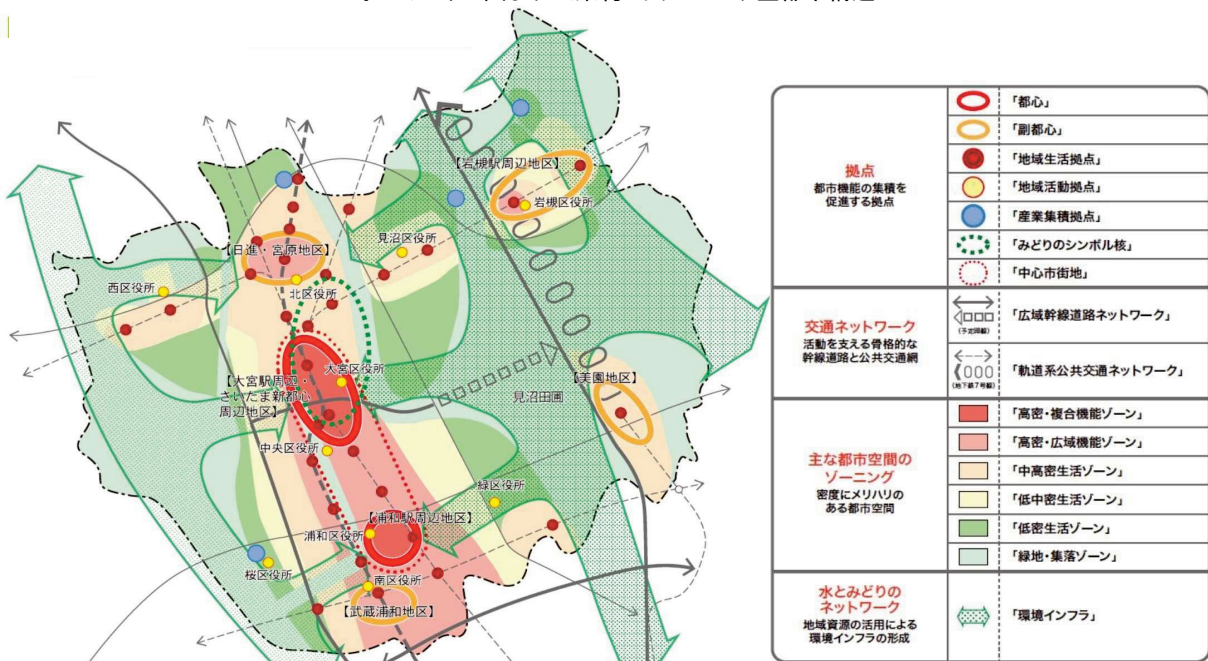 【岩槻駅周辺地区】
岩槻区役所
見沼区役所
【日進・宮原地区】
西区役所
北区役所
大宮区役所
【大宮駅周辺・
さいたま新都心
周辺地区】
【美園地区】
見沼田圃
中央区役所
緑区役所
【浦和駅周辺地区】
浦和区役所
桜区役所
南区役所
【武蔵浦和地区】
拠点
都市機能の集積を
促進する拠点
「都心」
「副都心」
「地域生活拠点」
「地域活動拠点」
「産業集積拠点」
「みどりのシンボル核」
「中心市街地」
交通ネットワーク
活動を支える骨格的な
幹線道路と公共交通網
(予定路線)
「広域幹線道路ネットワーク」
(地下鉄7号線)
「軌道系公共交通ネットワーク」
主な都市空間の
ゾーニング
密度にメリハリの
ある都市空間
「高密・複合機能ゾーン」
「高密・広域機能ゾーン」
「中高密生活ゾーン」
「低中密生活ゾーン」
「低密生活ゾーン」
「緑地・集落ゾーン」
水とみどりの
ネットワーク
地域資源の活用による
環境インフラの形成
「環境インフラ」